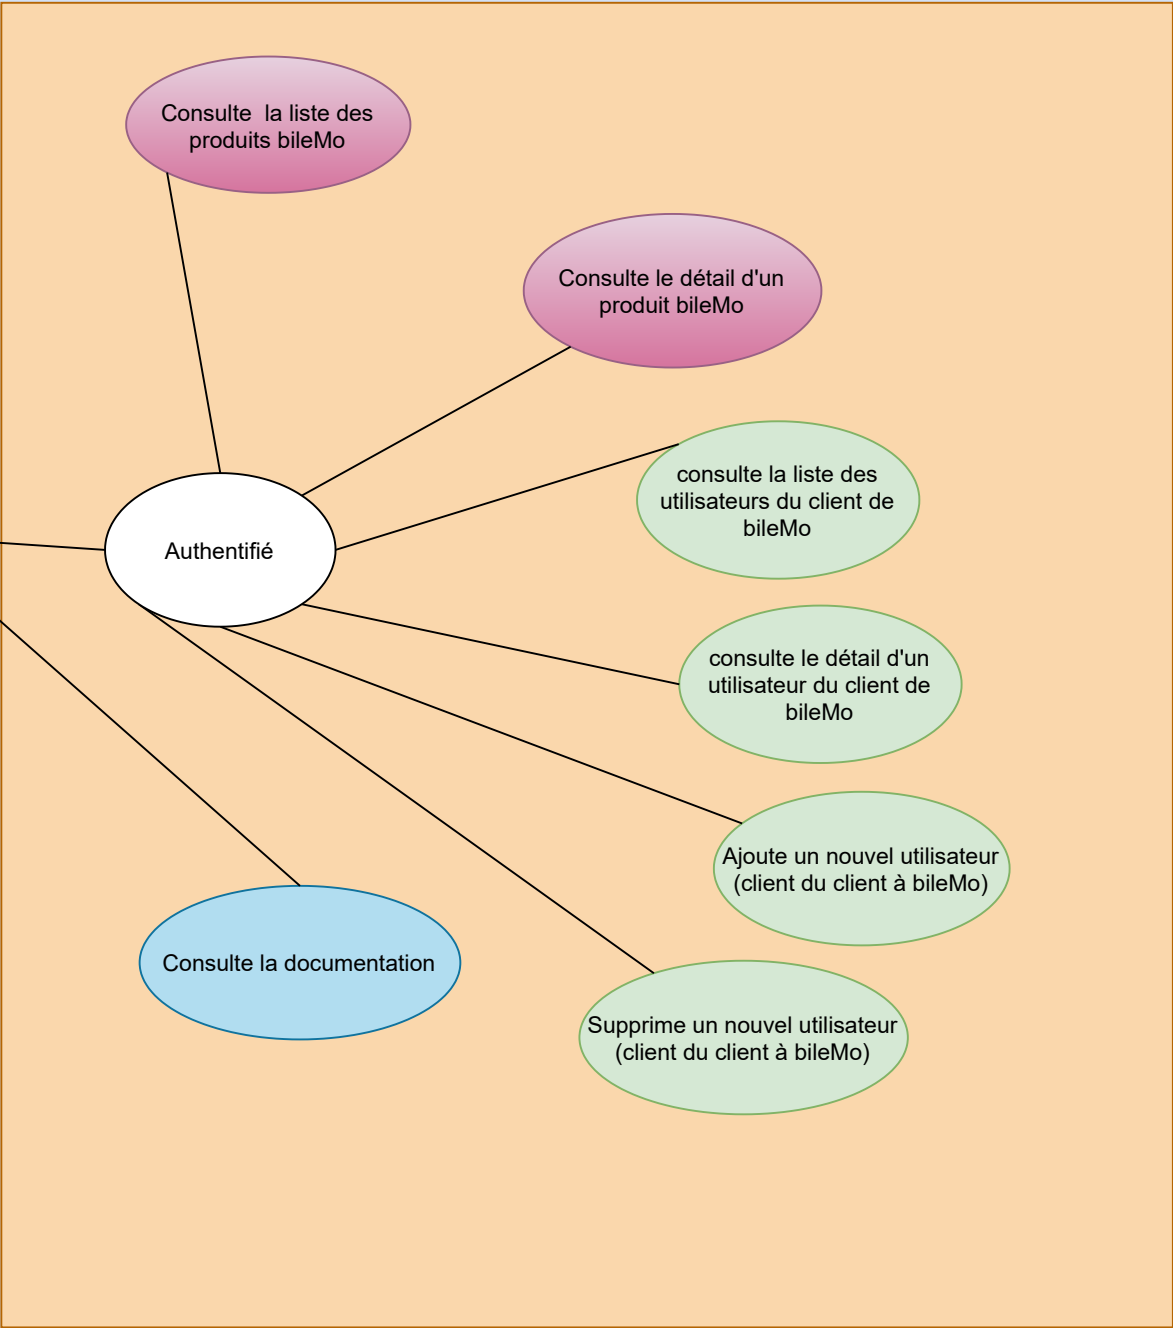 Consulte  la liste des
produits bileMo
Consulte le détail d'un
produit bileMo
consulte la liste des
utilisateurs du client de
bileMo
Authentifié
consulte le détail d'un
utilisateur du client de
bileMo
Ajoute un nouvel utilisateur
(client du client à bileMo)
Consulte la documentation
Supprime un nouvel utilisateur
(client du client à bileMo)